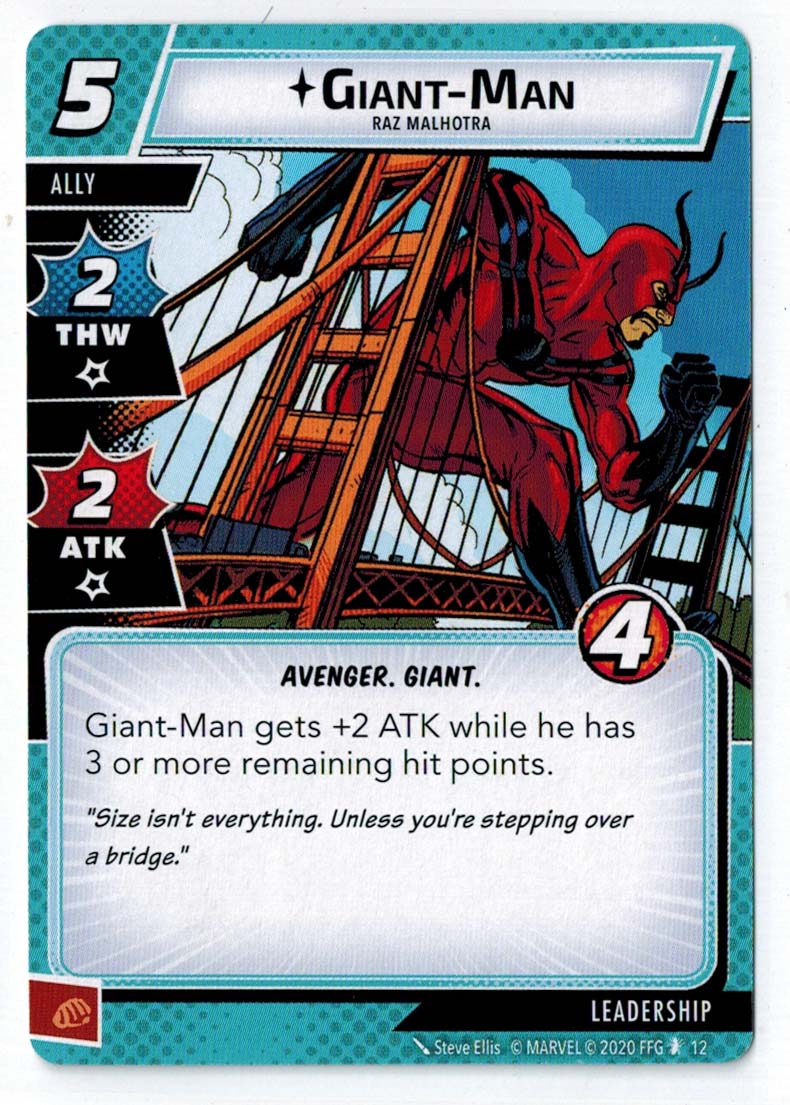 5
GIANT-MAN
RAZ MALHOTRA
ALLY
2
THW
2
ATK
4
AVENGER. GIANT.
Giant-Man gets +2 ATK while he has
3 or more remaining hit points.
"Size isn't everything. Unless you're stepping over
a bridge."
LEADERSHIP
Steve Ellis © MARVEL © 2020 FFG 12